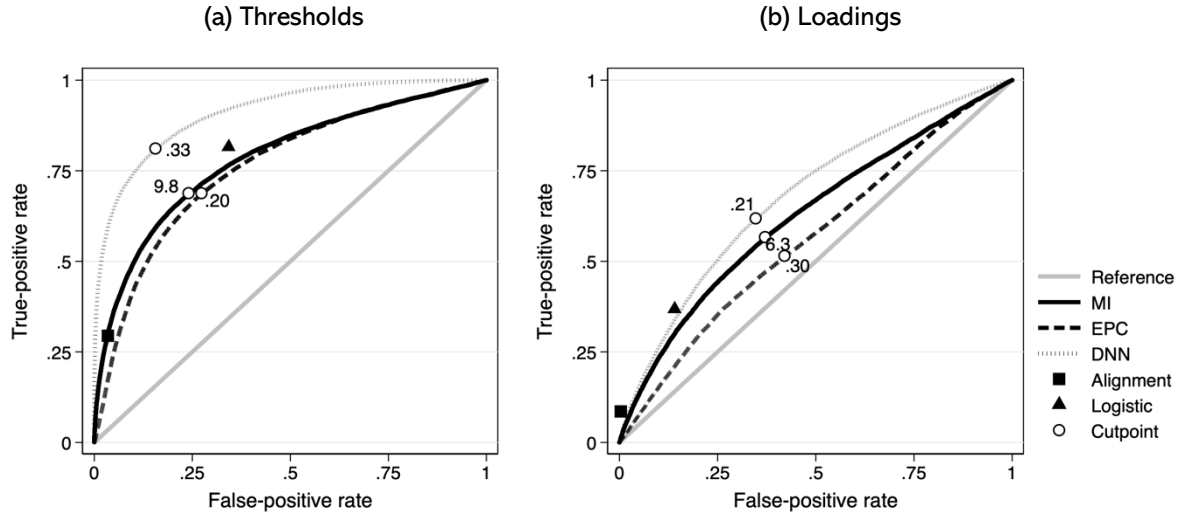 (a) Thresholds
(b) Loadings
True-positive rate
1
.75
.5
.25
0
.33
9.8
.20
0
.25
.5
.75
1
False-positive rate
True-positive rate
1
.75
.5
.25
0
.21
6.3
.30
0
.25
.5
.75
1
False-positive rate
Reference
MI
EPC
DNN
Alignment
Logistic
Cutpoint